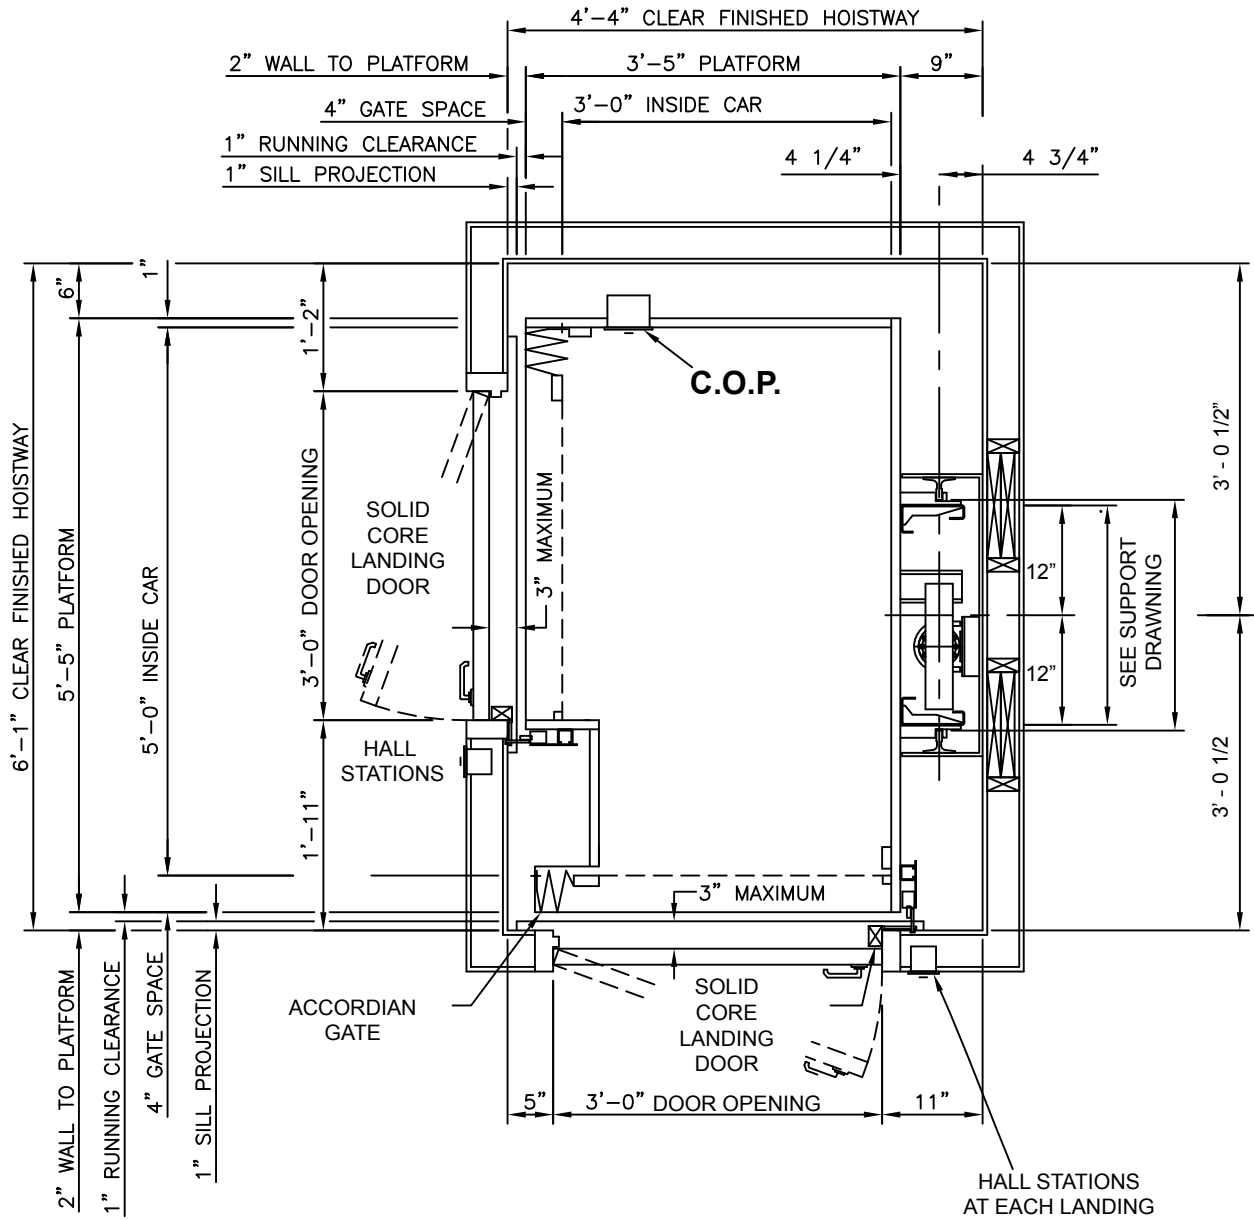 4'-4" CLEAR FINISHED HOISTWAY
2" WALL TO PLATFORM
3'-5" PLATFORM
9"
4" GATE SPACE
3'-0" INSIDE CAR
1" RUNNING CLEARANCE
4 1/4"
4 3/4"
1" SILL PROJECTION
6"
1"
1'-2"
C.O.P.
6'-1" CLEAR FINISHED HOISTWAY
5'-5" PLATFORM
5'-0" INSIDE CAR
3'-0" DOOR OPENING
SOLID
CORE
LANDING
DOOR
3" MAXIMUM
3' - 0 1/2"
12"
12"
SEE SUPPORT
DRAWNING
HALL
STATIONS
1'-11"
3' - 0 1/2
3" MAXIMUM
2" WALL TO PLATFORM
1" RUNNING CLEARANCE
4" GATE SPACE
1" SILL PROJECTION
ACCORDIAN
GATE
SOLID
CORE
LANDING
DOOR
5"
3'-0" DOOR OPENING
11"
HALL STATIONS
AT EACH LANDING